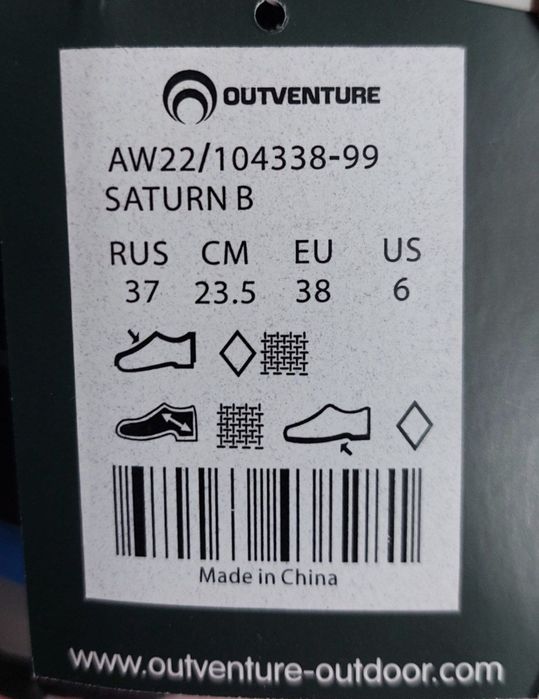 OUTVENTURE
AW22/104338-99
SATURN B
RUS CM EU US
37 23.5 38 6
Made in China
www.outventure-outdoor.com